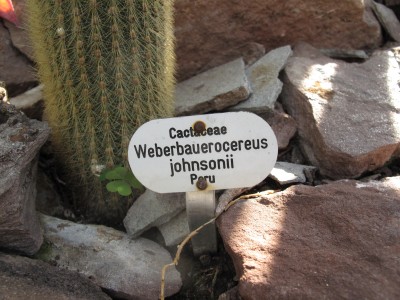 Cactaceae
Weberbauerocereus
johnsonii
Peru